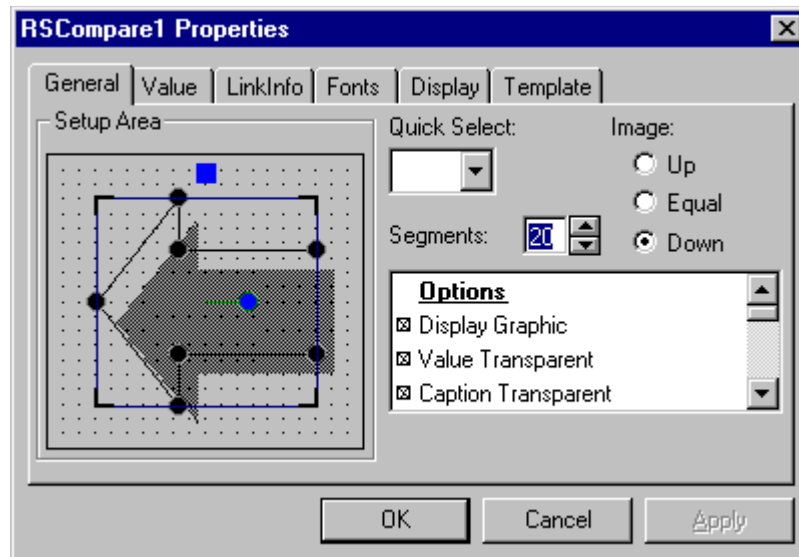 RSCompare1 Properties
General Value LinkInfo Fonts Display Template
Setup Area
Quick Select:
Image:
Up
Equal
Down
Segments: 20
Options
Display Graphic
Value Transparent
Caption Transparent
OK Cancel Apply